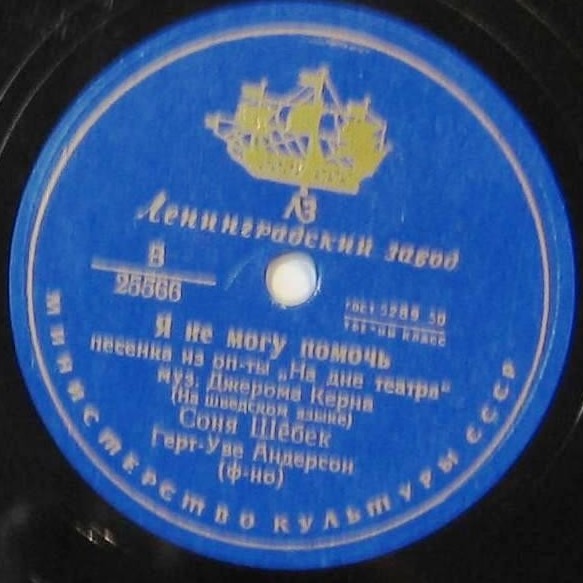 ЛЗ
Ленинградский завод
В
25566
ГОСТ 5289-50
Я не могу помочь
песенка из оп-ты „На дне театра“
муз. Джерома Керна
(На шведском языке)
Соня Шёбек
Герт-Уве Андерсон
(ф-но)
МИНИСТЕРСТВО КУЛЬТУРЫ СССР